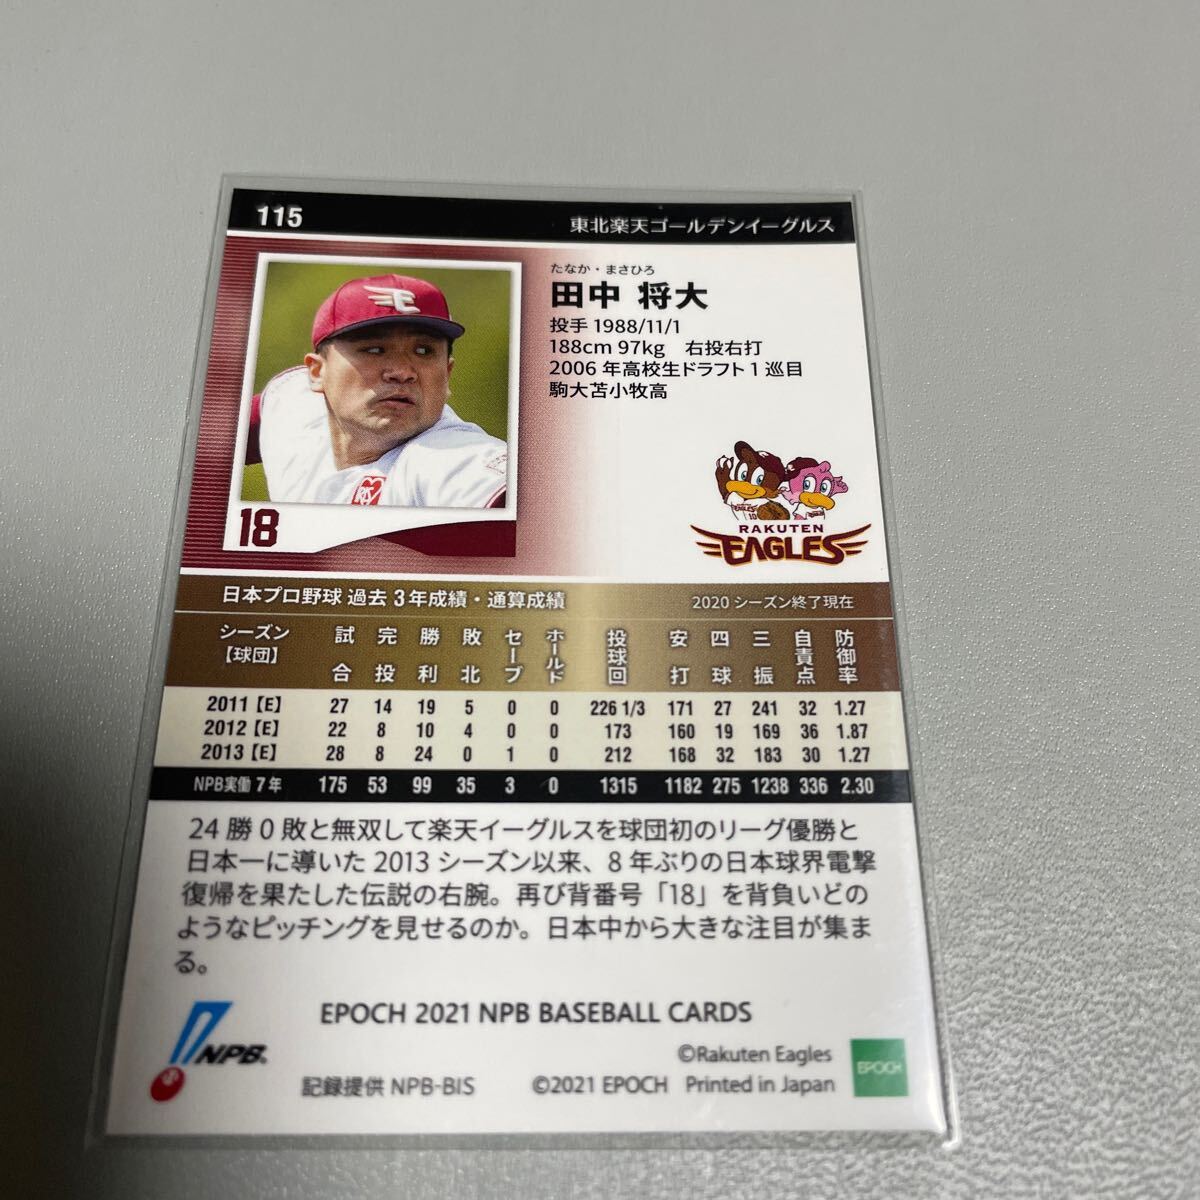 115
東北楽天ゴールデンイーグルス
たなか・まさひろ
田中 将大
投手 1988/11/1
188cm 97kg 右投右打
2006 年高校生ドラフト 1 巡目
駒大苫小牧高
18
RAKUTEN
EAGLES
日本プロ野球 過去 3 年成績・通算成績
2020 シーズン終了現在
シーズン【球団】 試合 完投 勝利 敗北 セーブ ホールド 投球回 安打 四球 三振 自責点 防御率
2011【E】 27 14 19 5 0 0 226 1/3 171 27 241 32 1.27
2012【E】 22 8 10 4 0 0 173 160 19 169 36 1.87
2013【E】 28 8 24 0 1 0 212 168 32 183 30 1.27
NPB実働 7 年 175 53 99 35 3 0 1315 1182 275 1238 336 2.30
24 勝 0 敗と無双して楽天イーグルスを球団初のリーグ優勝と
日本一に導いた 2013 シーズン以来、8 年ぶりの日本球界電撃
復帰を果たした伝説の右腕。再び背番号「18」を背負いどの
ようなピッチングを見せるのか。日本中から大きな注目が集ま
る。
EPOCH 2021 NPB BASEBALL CARDS
NPB
©Rakuten Eagles
記録提供 NPB-BIS ©2021 EPOCH Printed in Japan
EPOCH